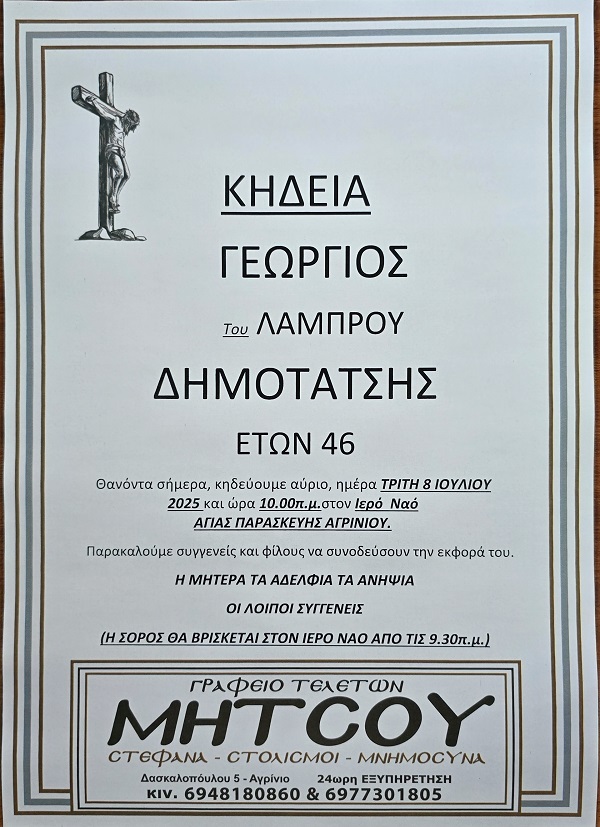 ΚΗΔΕΙΑ
ΓΕΩΡΓΙΟΣ
Του ΛΑΜΠΡΟΥ
ΔΗΜΟΤΑΤΣΗΣ
ΕΤΩΝ 46
Θανόντα σήμερα, κηδεύουμε αύριο, ημέρα ΤΡΙΤΗ 8 ΙΟΥΛΙΟΥ
2025 και ώρα 10.00π.μ.στον Ιερό Ναό
ΑΓΙΑΣ ΠΑΡΑΣΚΕΥΗΣ ΑΓΡΙΝΙΟΥ.
Παρακαλούμε συγγενείς και φίλους να συνοδεύσουν την εκφορά του.
Η ΜΗΤΕΡΑ ΤΑ ΑΔΕΛΦΙΑ ΤΑ ΑΝΗΨΙΑ
ΟΙ ΛΟΙΠΟΙ ΣΥΓΓΕΝΕΙΣ
(Η ΣΟΡΟΣ ΘΑ ΒΡΙΣΚΕΤΑΙ ΣΤΟΝ ΙΕΡΟ ΝΑΟ ΑΠΟ ΤΙΣ 9.30π.μ.)
ΓΡΑΦΕΙΟ ΤΕΛΕΤΩΝ
ΜΗΤΣΟΥ
ΣΤΕΦΑΝΑ - ΣΤΟΛΙΣΜΟΙ - ΜΝΗΜΟΣΥΝΑ
Δασκαλοπούλου 5 - Αγρίνιο 24ωρη ΕΞΥΠΗΡΕΤΗΣΗ
ΚΙV. 6948180860 & 6977301805